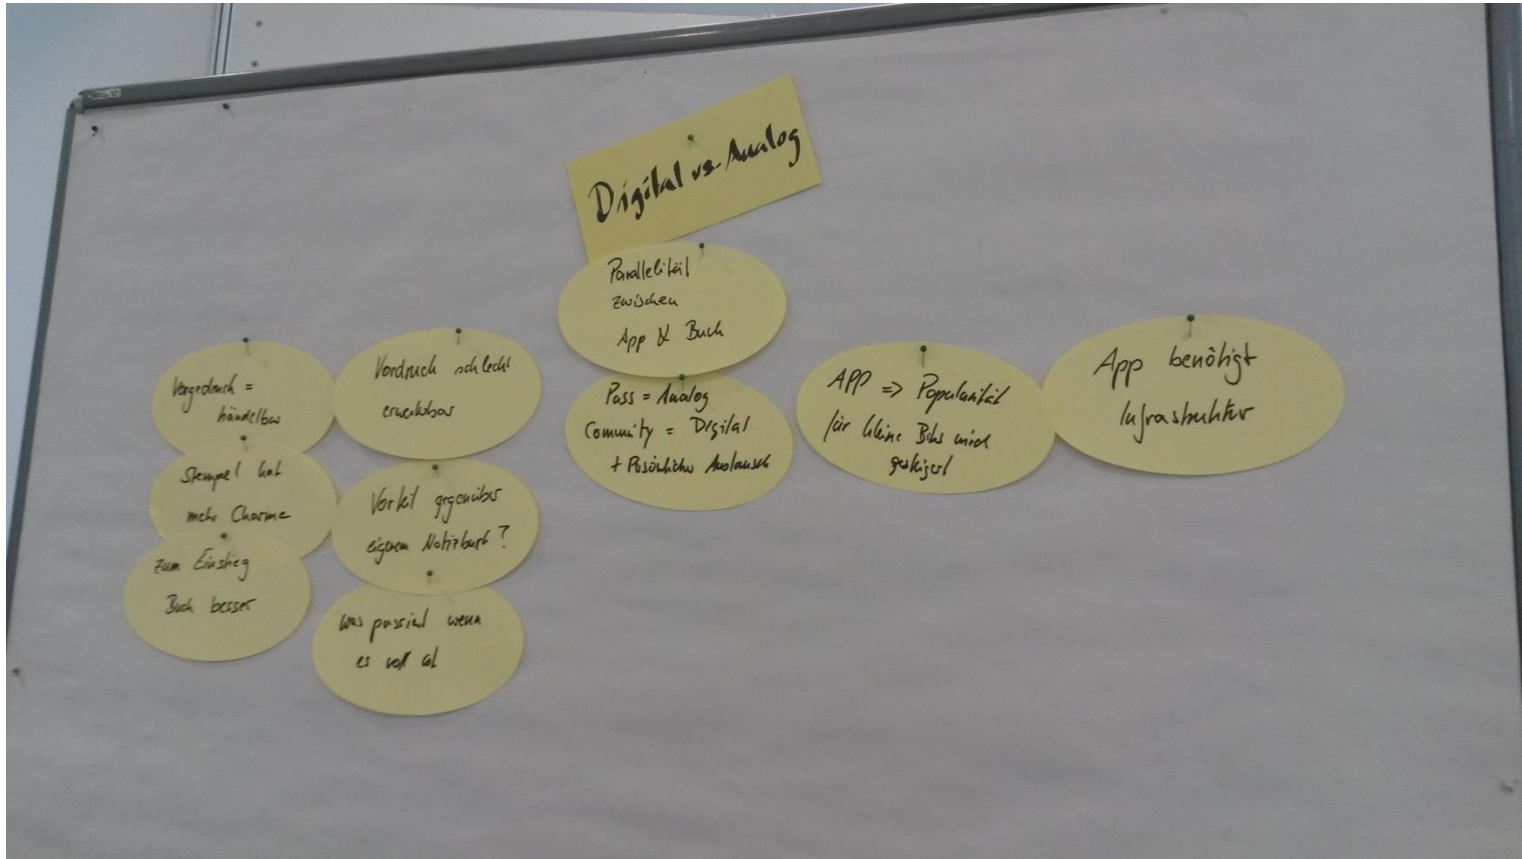 Digital vs Analog
Parallelität
zwischen
App & Buch
Pass = Analog
Community = Digital
+ Persönlicher Austausch
Vorgedruck =
händelbar
Stempel hat
mehr Charme
zum Einstieg
Buch besser
Vordruck schlecht
erweiterbar
Vorteil gegenüber
eigenem Notizbuch?
was passiert wenn
es voll ist
APP => Popularität
für kleine Bibs wird
gesteigert
App benötigt
Infrastruktur